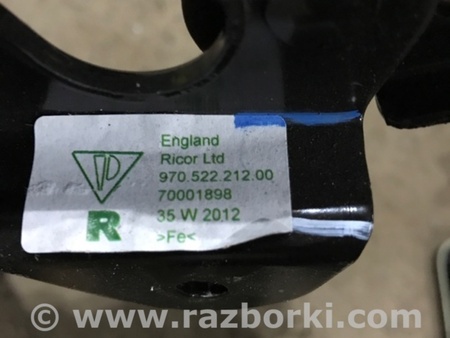 England
Ricor Ltd
970.522.212.00
70001898
R
35 W 2012
>Fe<
© www.razborki.com